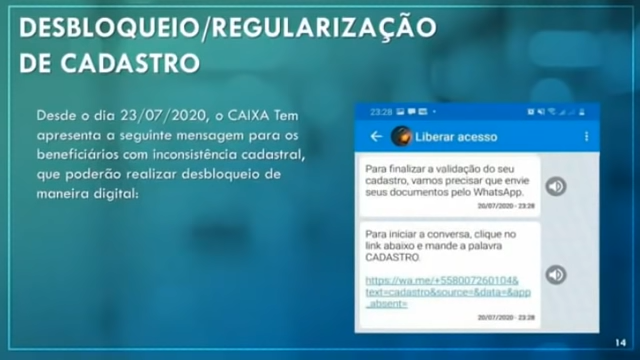 DESBLOQUEIO/REGULARIZAÇÃO
DE CADASTRO
Desde o dia 23/07/2020, o CAIXA Tem
apresenta a seguinte mensagem para os
beneficiários com inconsistência cadastral,
que poderão realizar desbloqueio de
maneira digital:
23:28
Liberar acesso
Para finalizar a validação do seu
cadastro, vamos precisar que envie
seus documentos pelo WhatsApp.
20/07/2020 - 23:28
Para iniciar a conversa, clique no
link abaixo e mande a palavra
CADASTRO.
https://wa.me/+558007260104&
text=cadastro&source=&data=&app
_absent=
20/07/2020 - 23:28
14